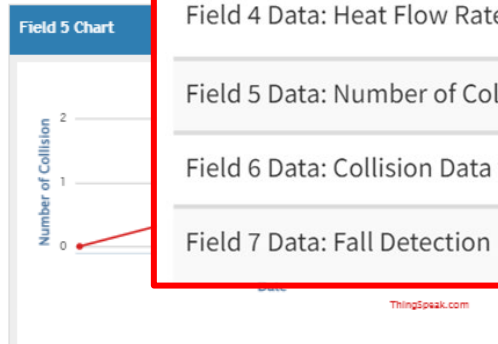 Field 5 Chart
Field 4 Data: Heat Flow Rate
Field 5 Data: Number of Col
Field 6 Data: Collision Data
Field 7 Data: Fall Detection
Number of Collision
2
1
0
Date
ThingSpeak.com